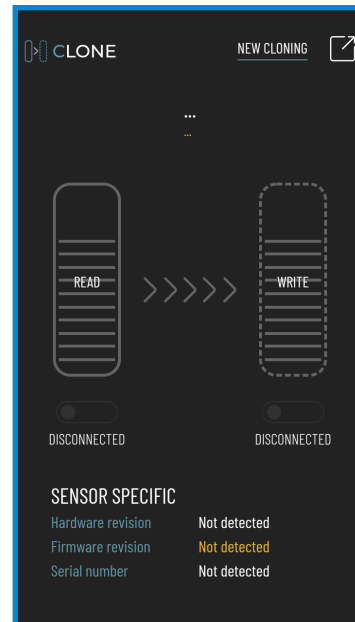 CLONE
NEW CLONING
...
...
READ
WRITE
DISCONNECTED
DISCONNECTED
SENSOR SPECIFIC
Hardware revision Not detected
Firmware revision Not detected
Serial number Not detected